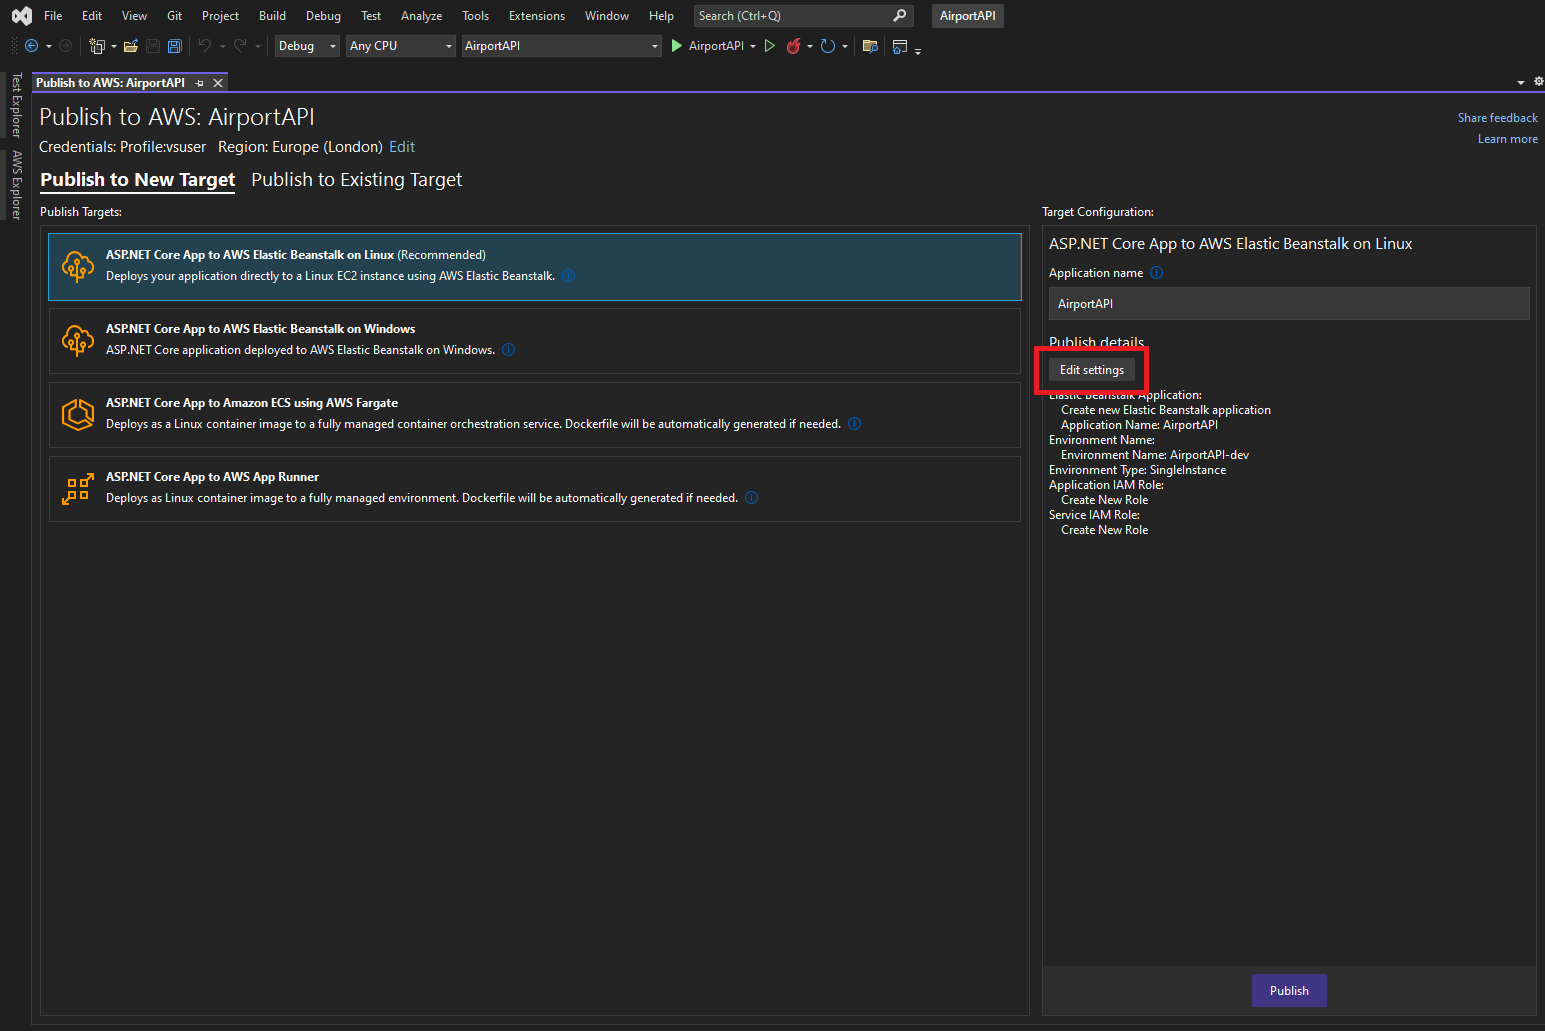 File Edit View Git Project Build Debug Test Analyze Tools Extensions Window Help Search (Ctrl+Q) AirportAPI
Debug Any CPU AirportAPI AirportAPI
Test Explorer
AWS Explorer
Publish to AWS: AirportAPI
Publish to AWS: AirportAPI
Share feedback
Learn more
Credentials: Profile:vsuser Region: Europe (London) Edit
Publish to New Target Publish to Existing Target
Publish Targets:
ASP.NET Core App to AWS Elastic Beanstalk on Linux (Recommended)
Deploys your application directly to a Linux EC2 instance using AWS Elastic Beanstalk.
ASP.NET Core App to AWS Elastic Beanstalk on Windows
ASP.NET Core application deployed to AWS Elastic Beanstalk on Windows.
ASP.NET Core App to Amazon ECS using AWS Fargate
Deploys as a Linux container image to a fully managed container orchestration service. Dockerfile will be automatically generated if needed.
ASP.NET Core App to AWS App Runner
Deploys as Linux container image to a fully managed environment. Dockerfile will be automatically generated if needed.
Target Configuration:
ASP.NET Core App to AWS Elastic Beanstalk on Linux
Application name
AirportAPI
Publish details
Edit settings
Elastic Beanstalk Application:
Create new Elastic Beanstalk application
Application Name: AirportAPI
Environment Name:
Environment Name: AirportAPI-dev
Environment Type: SingleInstance
Application IAM Role:
Create New Role
Service IAM Role:
Create New Role
Publish